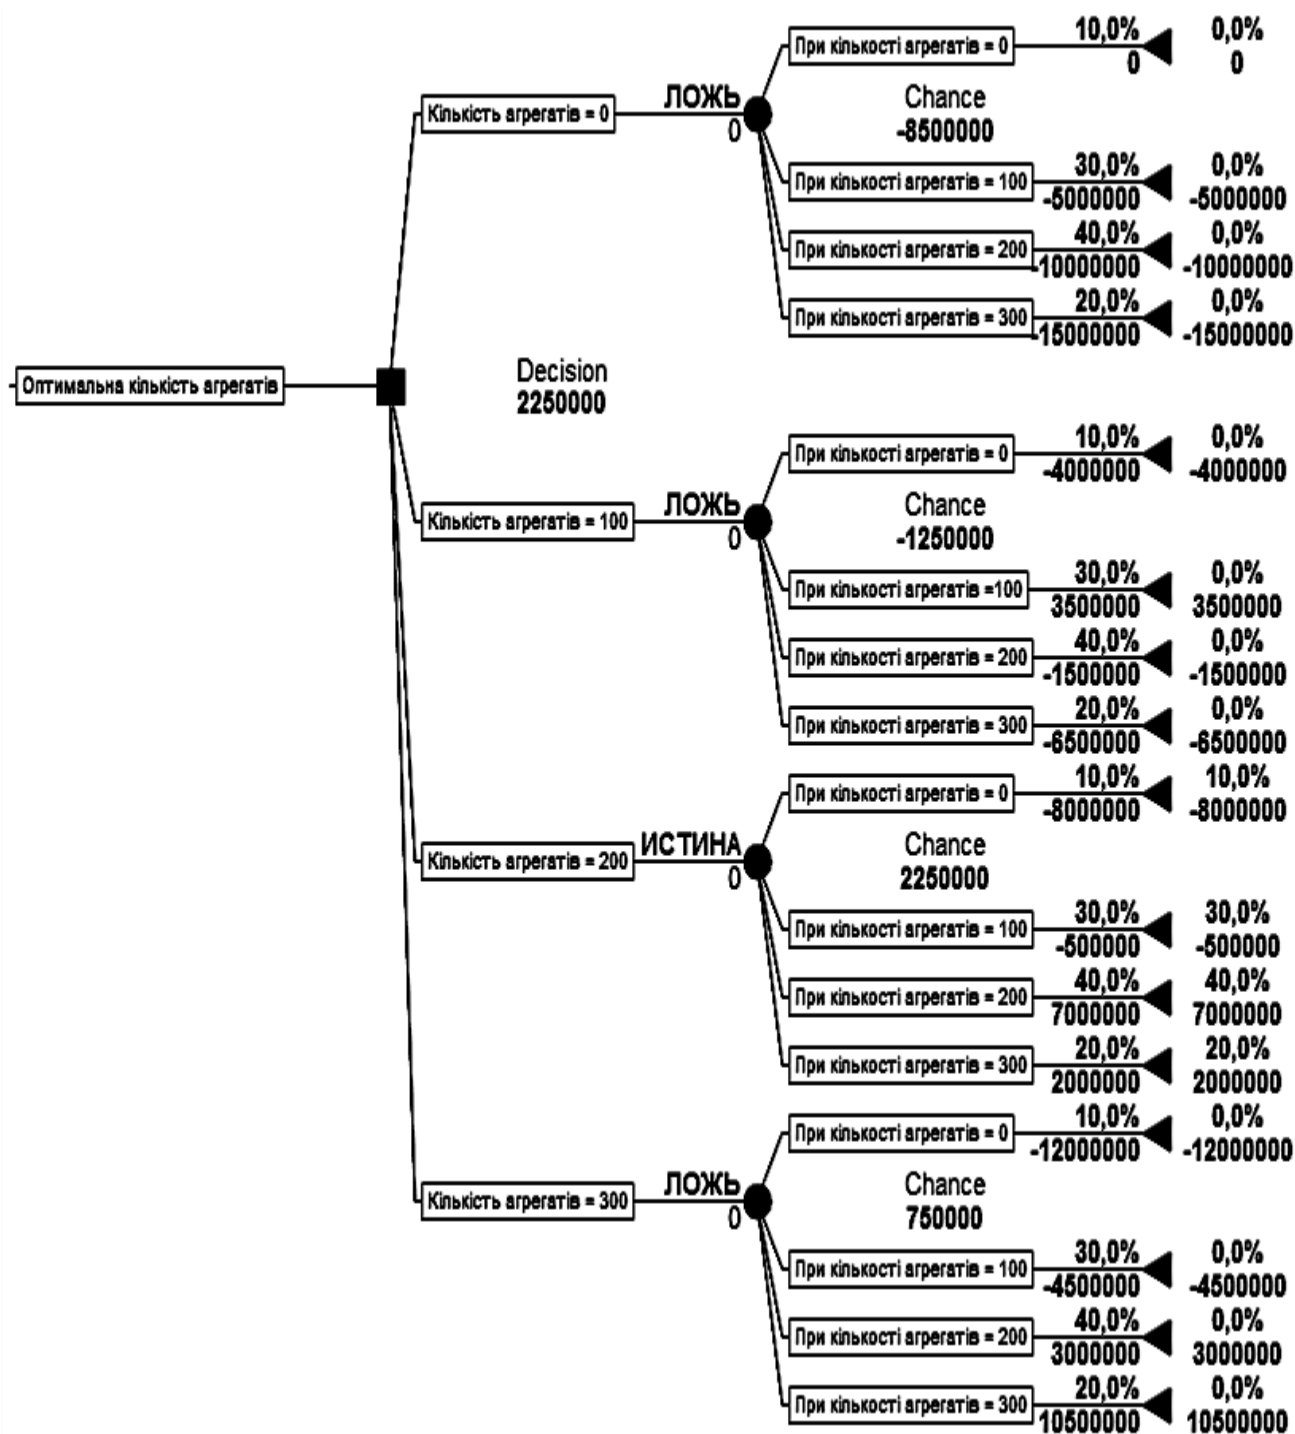 10,0% 0,0%
При кількості агрегатів = 0
0 0
ЛОЖЬ Chance
Кількість агрегатів = 0
0 -8500000
30,0% 0,0%
При кількості агрегатів = 100
-5000000 -5000000
40,0% 0,0%
При кількості агрегатів = 200
-10000000 -10000000
20,0% 0,0%
При кількості агрегатів = 300
-15000000 -15000000
Decision
Оптимальна кількість агрегатів
2250000
10,0% 0,0%
При кількості агрегатів = 0
-4000000 -4000000
ЛОЖЬ Chance
Кількість агрегатів = 100
0 -1250000
30,0% 0,0%
При кількості агрегатів =100
3500000 3500000
40,0% 0,0%
При кількості агрегатів = 200
-1500000 -1500000
20,0% 0,0%
При кількості агрегатів = 300
-6500000 -6500000
10,0% 10,0%
При кількості агрегатів = 0
-8000000 -8000000
ИСТИНА Chance
Кількість агрегатів = 200
0 2250000
30,0% 30,0%
При кількості агрегатів = 100
-500000 -500000
40,0% 40,0%
При кількості агрегатів = 200
7000000 7000000
20,0% 20,0%
При кількості агрегатів = 300
2000000 2000000
10,0% 0,0%
При кількості агрегатів = 0
-12000000 -12000000
ЛОЖЬ Chance
Кількість агрегатів = 300
0 750000
30,0% 0,0%
При кількості агрегатів = 100
-4500000 -4500000
40,0% 0,0%
При кількості агрегатів = 200
3000000 3000000
20,0% 0,0%
При кількості агрегатів = 300
10500000 10500000